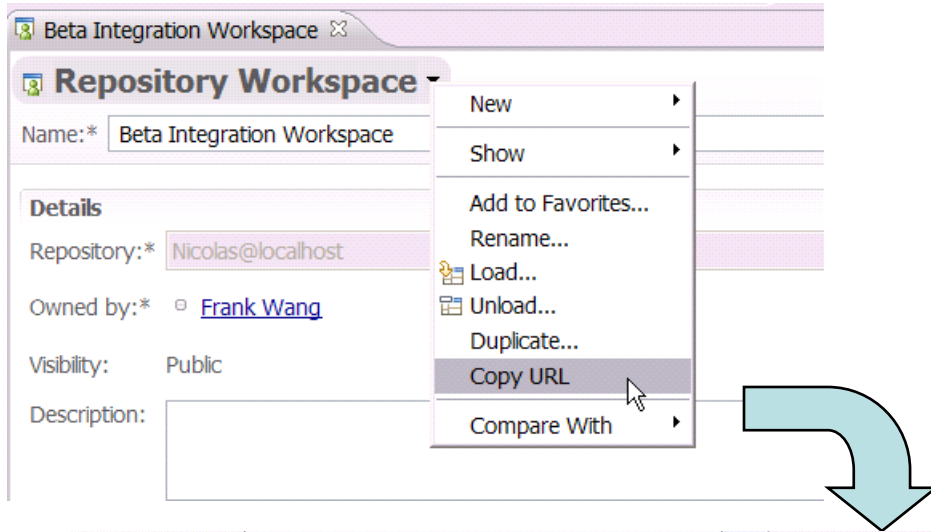 Beta Integration Workspace
Repository Workspace
Name:* Beta Integration Workspace
Details
Repository:* Nicolas@localhost
Owned by:* Frank Wang
Visibility: Public
Description:
New
Show
Add to Favorites...
Rename...
Load...
Unload...
Duplicate...
Copy URL
Compare With